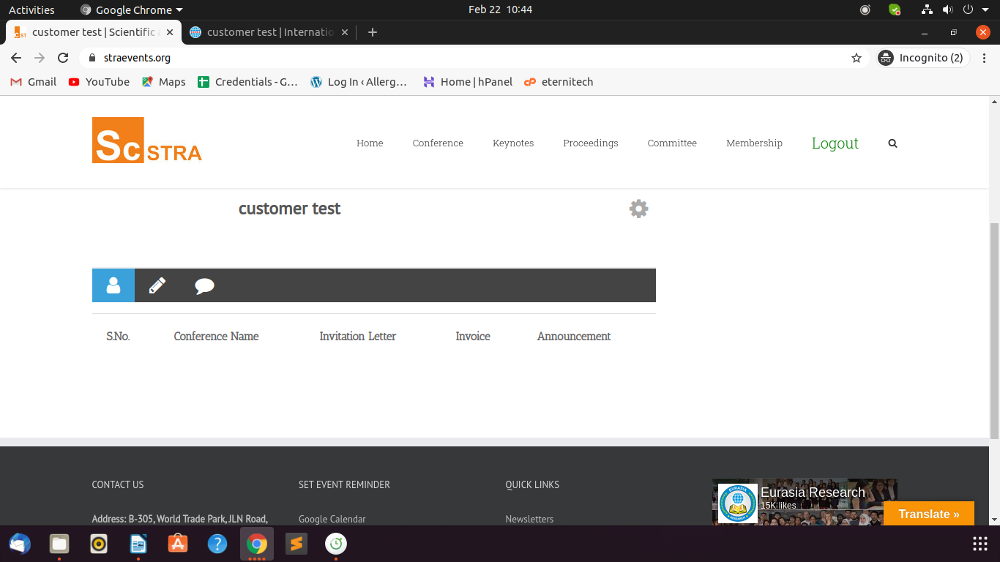 Activities
Google Chrome
Feb 22 10:44
customer test | Scientific a
customer test | Internatio
straevents.org
Incognito (2)
Gmail
YouTube
Maps
Credentials - G…
Log In ‹ Allerg…
Home | hPanel
eternitech
Sc STRA
Home
Conference
Keynotes
Proceedings
Committee
Membership
Logout
customer test
S.No.
Conference Name
Invitation Letter
Invoice
Announcement
CONTACT US
SET EVENT REMINDER
QUICK LINKS
EURASIA
RESEARCH
Eurasia Research
15K likes
Translate »
Address: B-305, World Trade Park, JLN Road,
Google Calendar
Newsletters